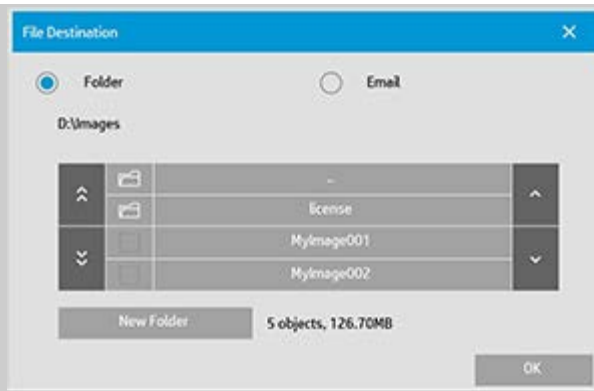 File Destination
Folder
Email
D:\Images
..
license
MyImage001
MyImage002
New Folder
5 objects, 126.70MB
OK